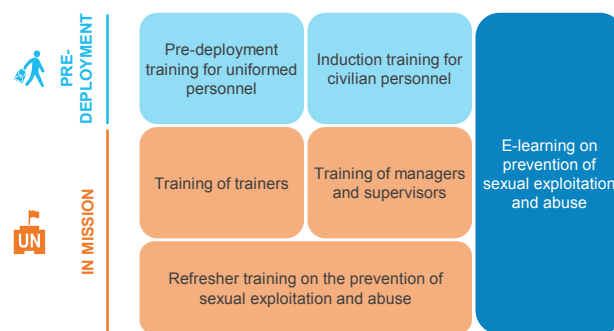 PRE-
DEPLOYMENT
Pre-deployment
training for uniformed
personnel
Induction training for
civilian personnel
E-learning on
prevention of
sexual exploitation
and abuse
IN MISSION
UN
Training of trainers
Training of managers
and supervisors
Refresher training on the prevention of
sexual exploitation and abuse